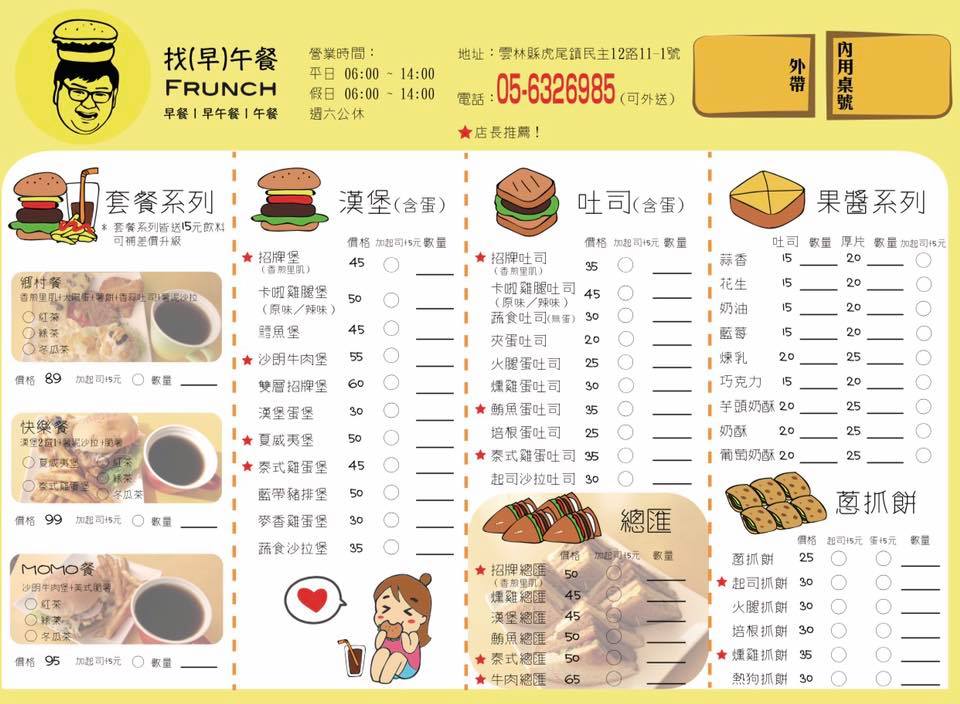 找(早)午餐
FRUNCH
早餐 | 早午餐 | 午餐
營業時間：
平日 06:00 ~ 14:00
假日 06:00 ~ 14:00
週六公休
地址：雲林縣虎尾鎮民主12路11-1號
電話：05-6326985(可外送)
★店長推薦！
外帶
內用桌號
套餐系列
* 套餐系列皆送15元飲料
可補差價升級
鄉村餐
香煎里肌+太陽蛋+薯餅+香蒜吐司+薯泥沙拉
紅茶
綠茶
冬瓜茶
價格 89 加起司15元 數量
快樂餐
漢堡2選1+薯泥沙拉+脆薯
夏威夷堡 紅茶
泰式雞蛋堡 綠茶
冬瓜茶
價格 99 加起司15元 數量
MOMO餐
沙朗牛肉堡+美式脆薯
紅茶
綠茶
冬瓜茶
價格 95 加起司15元 數量
漢堡(含蛋)
價格 加起司15元 數量
★招牌堡 45
(香煎里肌)
卡啦雞腿堡 50
(原味／辣味)
鱈魚堡 45
★沙朗牛肉堡 55
雙層招牌堡 60
漢堡蛋堡 30
★夏威夷堡 50
★泰式雞蛋堡 45
藍帶豬排堡 50
麥香雞蛋堡 30
蔬食沙拉堡 35
吐司(含蛋)
價格 加起司15元 數量
★招牌吐司 35
(香煎里肌)
卡啦雞腿吐司 45
(原味／辣味)
蔬食吐司(無蛋) 30
夾蛋吐司 20
火腿蛋吐司 25
燻雞蛋吐司 30
★鮪魚蛋吐司 35
培根蛋吐司 25
★泰式蛋吐司 35
起司沙拉吐司 30
總匯
價格 加起司15元 數量
★招牌總匯 50
(香煎里肌)
燻雞總匯 45
漢堡總匯 45
鮪魚總匯 50
★泰式總匯 50
★牛肉總匯 65
果醬系列
吐司 數量 厚片 數量 加起司15元
蒜香 15 20
花生 15 20
奶油 15 20
藍莓 15 20
煉乳 20 25
巧克力 15 20
芋頭奶酥 20 25
奶酥 20 25
葡萄奶酥 20 25
蔥抓餅
價格 起司15元 蛋15元 數量
蔥抓餅 25
★起司抓餅 30
火腿抓餅 30
培根抓餅 30
★燻雞抓餅 35
熱狗抓餅 30